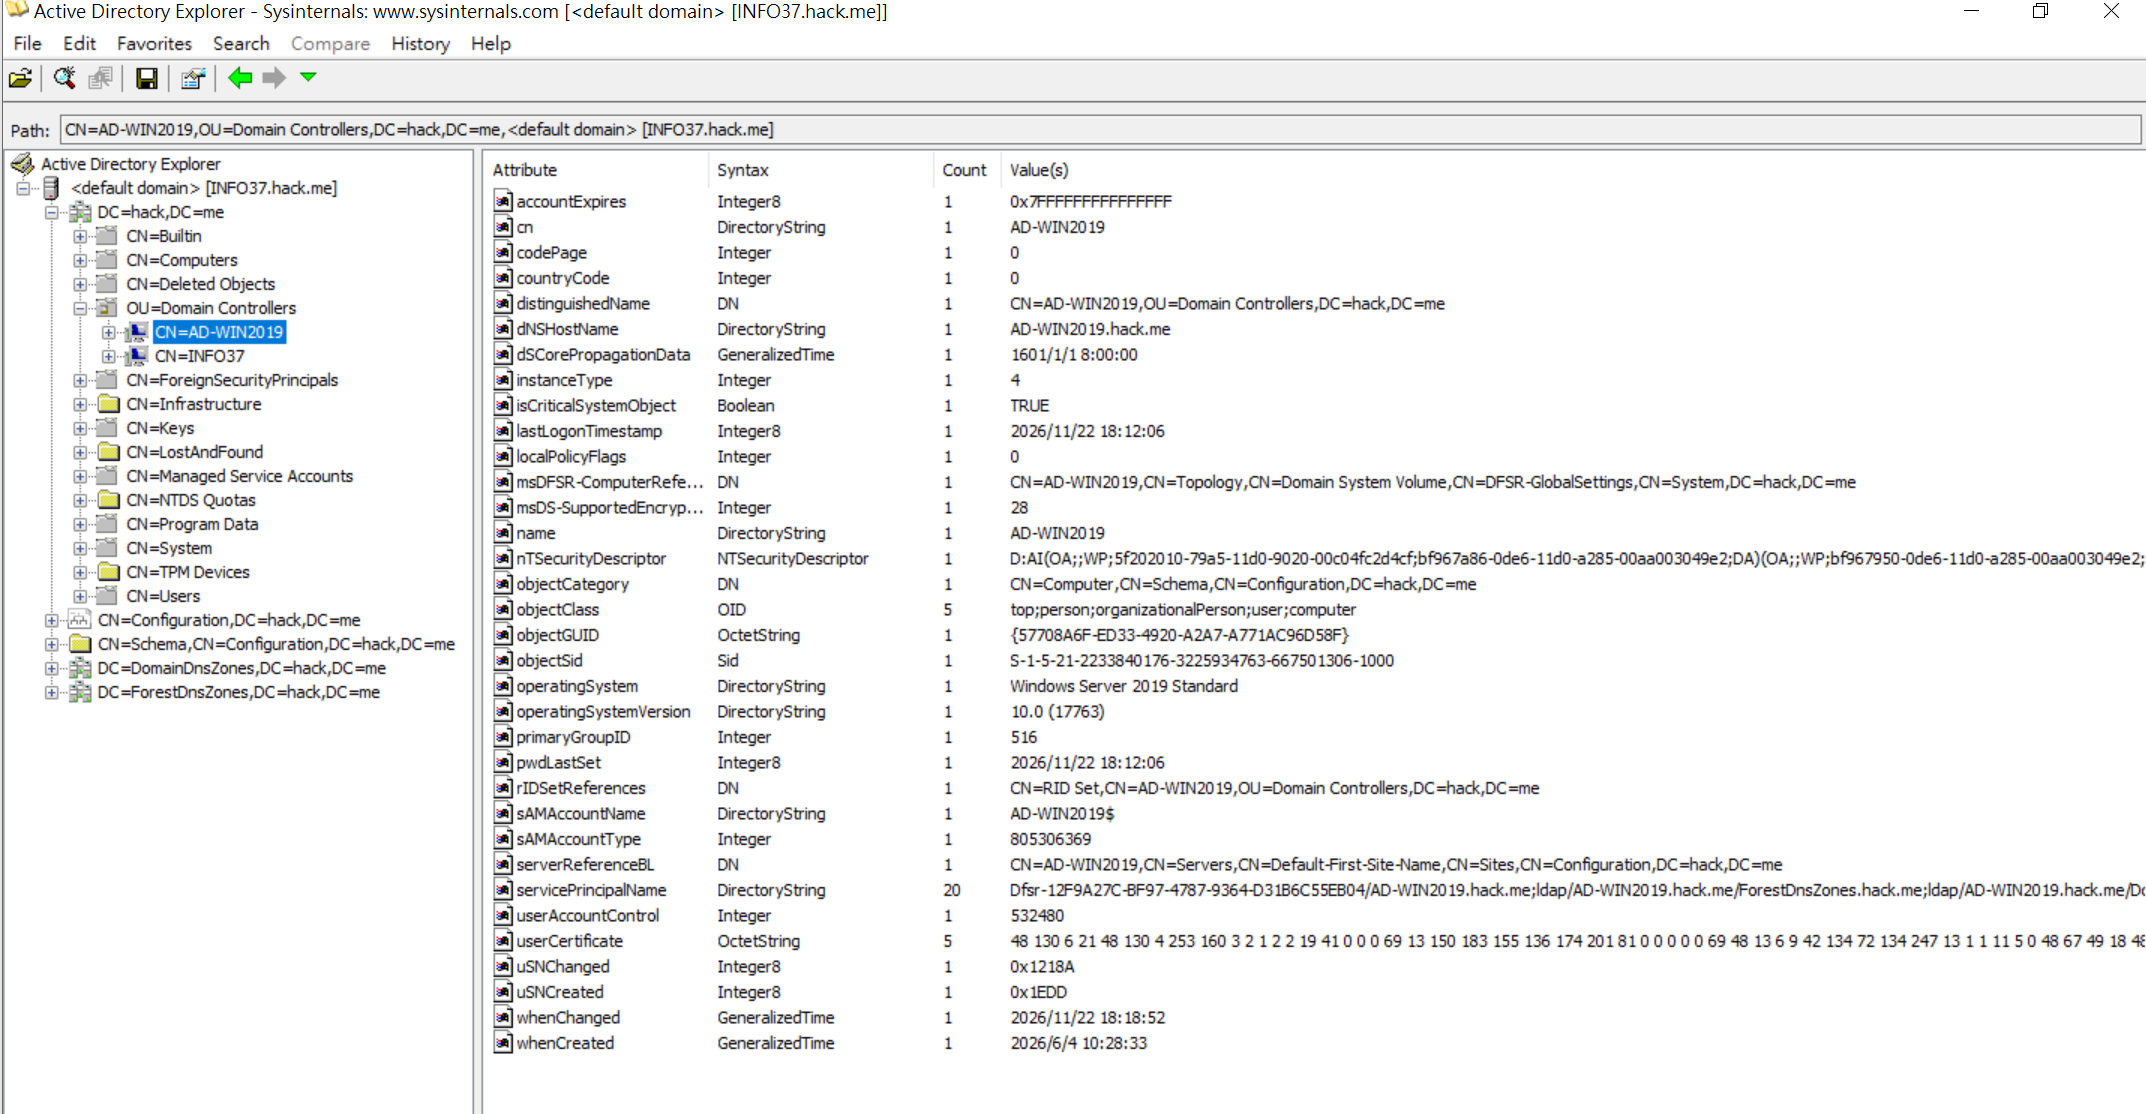 Active Directory Explorer - Sysinternals: www.sysinternals.com [<default domain> [INFO37.hack.me]]
File Edit Favorites Search Compare History Help
Path: CN=AD-WIN2019,OU=Domain Controllers,DC=hack,DC=me,<default domain> [INFO37.hack.me]
Active Directory Explorer
<default domain> [INFO37.hack.me]
DC=hack,DC=me
CN=Builtin
CN=Computers
CN=Deleted Objects
OU=Domain Controllers
CN=AD-WIN2019
CN=INFO37
CN=ForeignSecurityPrincipals
CN=Infrastructure
CN=Keys
CN=LostAndFound
CN=Managed Service Accounts
CN=NTDS Quotas
CN=Program Data
CN=System
CN=TPM Devices
CN=Users
CN=Configuration,DC=hack,DC=me
CN=Schema,CN=Configuration,DC=hack,DC=me
DC=DomainDnsZones,DC=hack,DC=me
DC=ForestDnsZones,DC=hack,DC=me
Attribute Syntax Count Value(s)
accountExpires Integer8 1 0x7FFFFFFFFFFFFFFF
cn DirectoryString 1 AD-WIN2019
codePage Integer 1 0
countryCode Integer 1 0
distinguishedName DN 1 CN=AD-WIN2019,OU=Domain Controllers,DC=hack,DC=me
dNSHostName DirectoryString 1 AD-WIN2019.hack.me
dSCorePropagationData GeneralizedTime 1 1601/1/1 8:00:00
instanceType Integer 1 4
isCriticalSystemObject Boolean 1 TRUE
lastLogonTimestamp Integer8 1 2026/11/22 18:12:06
localPolicyFlags Integer 1 0
msDFSR-ComputerRefe... DN 1 CN=AD-WIN2019,CN=Topology,CN=Domain System Volume,CN=DFSR-GlobalSettings,CN=System,DC=hack,DC=me
msDS-SupportedEncryp... Integer 1 28
name DirectoryString 1 AD-WIN2019
nTSecurityDescriptor NTSecurityDescriptor 1 D:AI(OA;;WP;5f202010-79a5-11d0-9020-00c04fc2d4cf;bf967a86-0de6-11d0-a285-00aa003049e2;DA)(OA;;WP;bf967950-0de6-11d0-a285-00aa003049e2;
objectCategory DN 1 CN=Computer,CN=Schema,CN=Configuration,DC=hack,DC=me
objectClass OID 5 top;person;organizationalPerson;user;computer
objectGUID OctetString 1 {57708A6F-ED33-4920-A2A7-A771AC96D58F}
objectSid Sid 1 S-1-5-21-2233840176-3225934763-667501306-1000
operatingSystem DirectoryString 1 Windows Server 2019 Standard
operatingSystemVersion DirectoryString 1 10.0 (17763)
primaryGroupID Integer 1 516
pwdLastSet Integer8 1 2026/11/22 18:12:06
rIDSetReferences DN 1 CN=RID Set,CN=AD-WIN2019,OU=Domain Controllers,DC=hack,DC=me
sAMAccountName DirectoryString 1 AD-WIN2019$
sAMAccountType Integer 1 805306369
serverReferenceBL DN 1 CN=AD-WIN2019,CN=Servers,CN=Default-First-Site-Name,CN=Sites,CN=Configuration,DC=hack,DC=me
servicePrincipalName DirectoryString 20 Dfsr-12F9A27C-BF97-4787-9364-D31B6C55EB04/AD-WIN2019.hack.me;ldap/AD-WIN2019.hack.me/ForestDnsZones.hack.me;ldap/AD-WIN2019.hack.me/Do
userAccountControl Integer 1 532480
userCertificate OctetString 5 48 130 6 21 48 130 4 253 160 3 2 1 2 2 19 41 0 0 0 69 13 150 183 155 136 174 201 81 0 0 0 0 0 69 48 13 6 9 42 134 72 134 247 13 1 1 11 5 0 48 67 49 18 48
uSNChanged Integer8 1 0x1218A
uSNCreated Integer8 1 0x1EDD
whenChanged GeneralizedTime 1 2026/11/22 18:18:52
whenCreated GeneralizedTime 1 2026/6/4 10:28:33